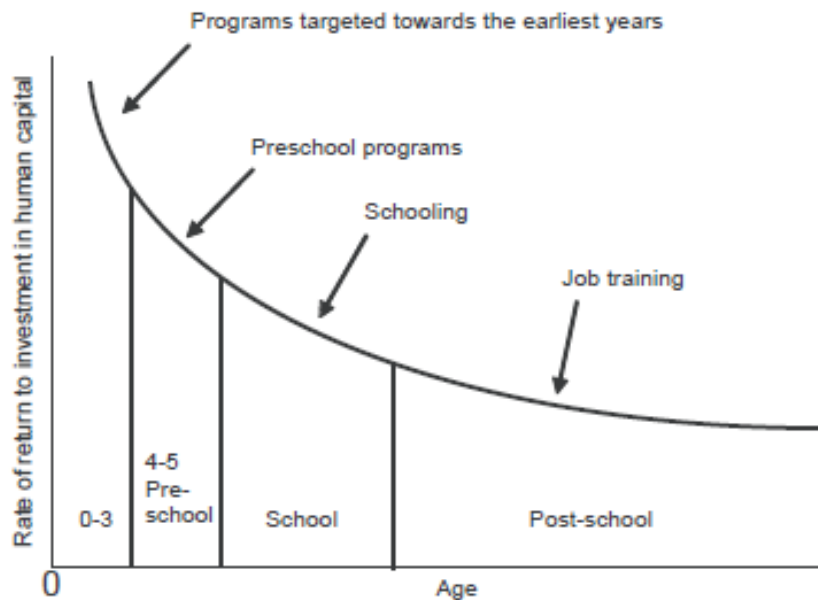 Programs targeted towards the earliest years
Preschool programs
Schooling
Job training
Rate of return to investment in human capital
0-3
4-5
Pre-
school
School
Post-school
0
Age